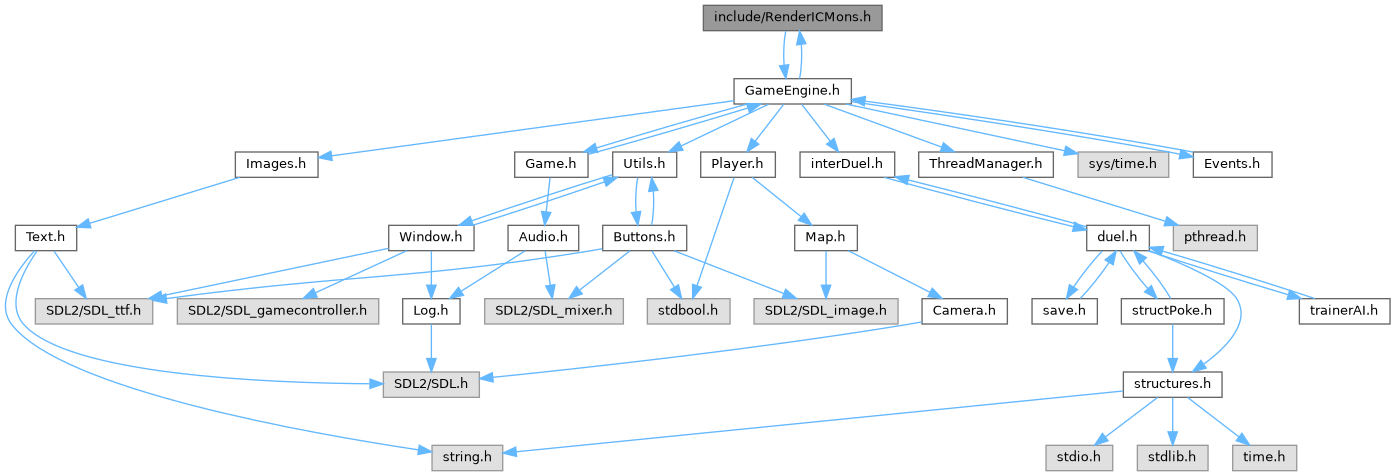 include/RenderICMons.h
GameEngine.h
Images.h
Game.h
Utils.h
Player.h
interDuel.h
ThreadManager.h
sys/time.h
Events.h
Text.h
Window.h
Audio.h
Buttons.h
Map.h
duel.h
pthread.h
SDL2/SDL_ttf.h
SDL2/SDL_gamecontroller.h
Log.h
SDL2/SDL_mixer.h
stdbool.h
SDL2/SDL_image.h
Camera.h
save.h
structPoke.h
trainerAI.h
SDL2/SDL.h
structures.h
string.h
stdio.h
stdlib.h
time.h